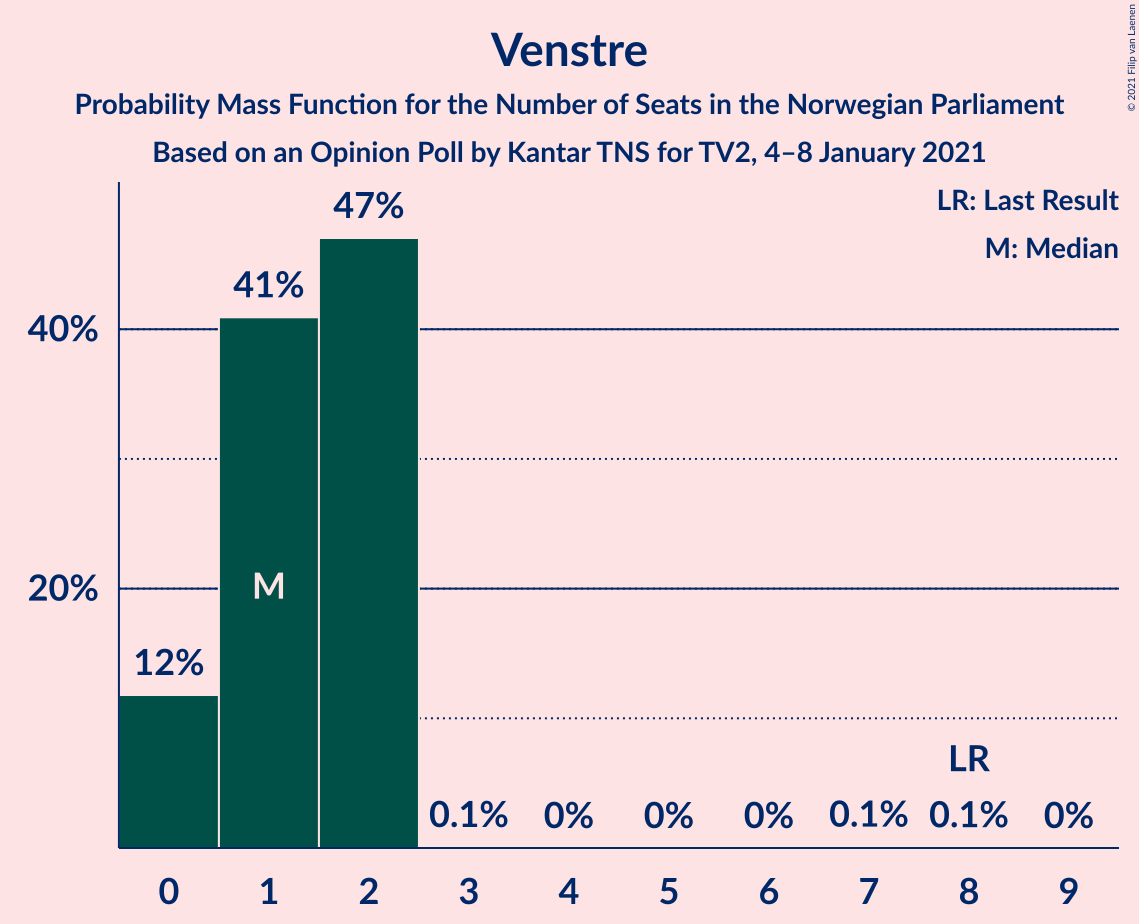 Venstre
Probability Mass Function for the Number of Seats in the Norwegian Parliament
Based on an Opinion Poll by Kantar TNS for TV2, 4–8 January 2021
© 2021 Filip van Laenen
LR: Last Result
M: Median
47%
41%
40%
20%
M
12%
LR
0.1% 0% 0% 0% 0.1% 0.1% 0%
0 1 2 3 4 5 6 7 8 9